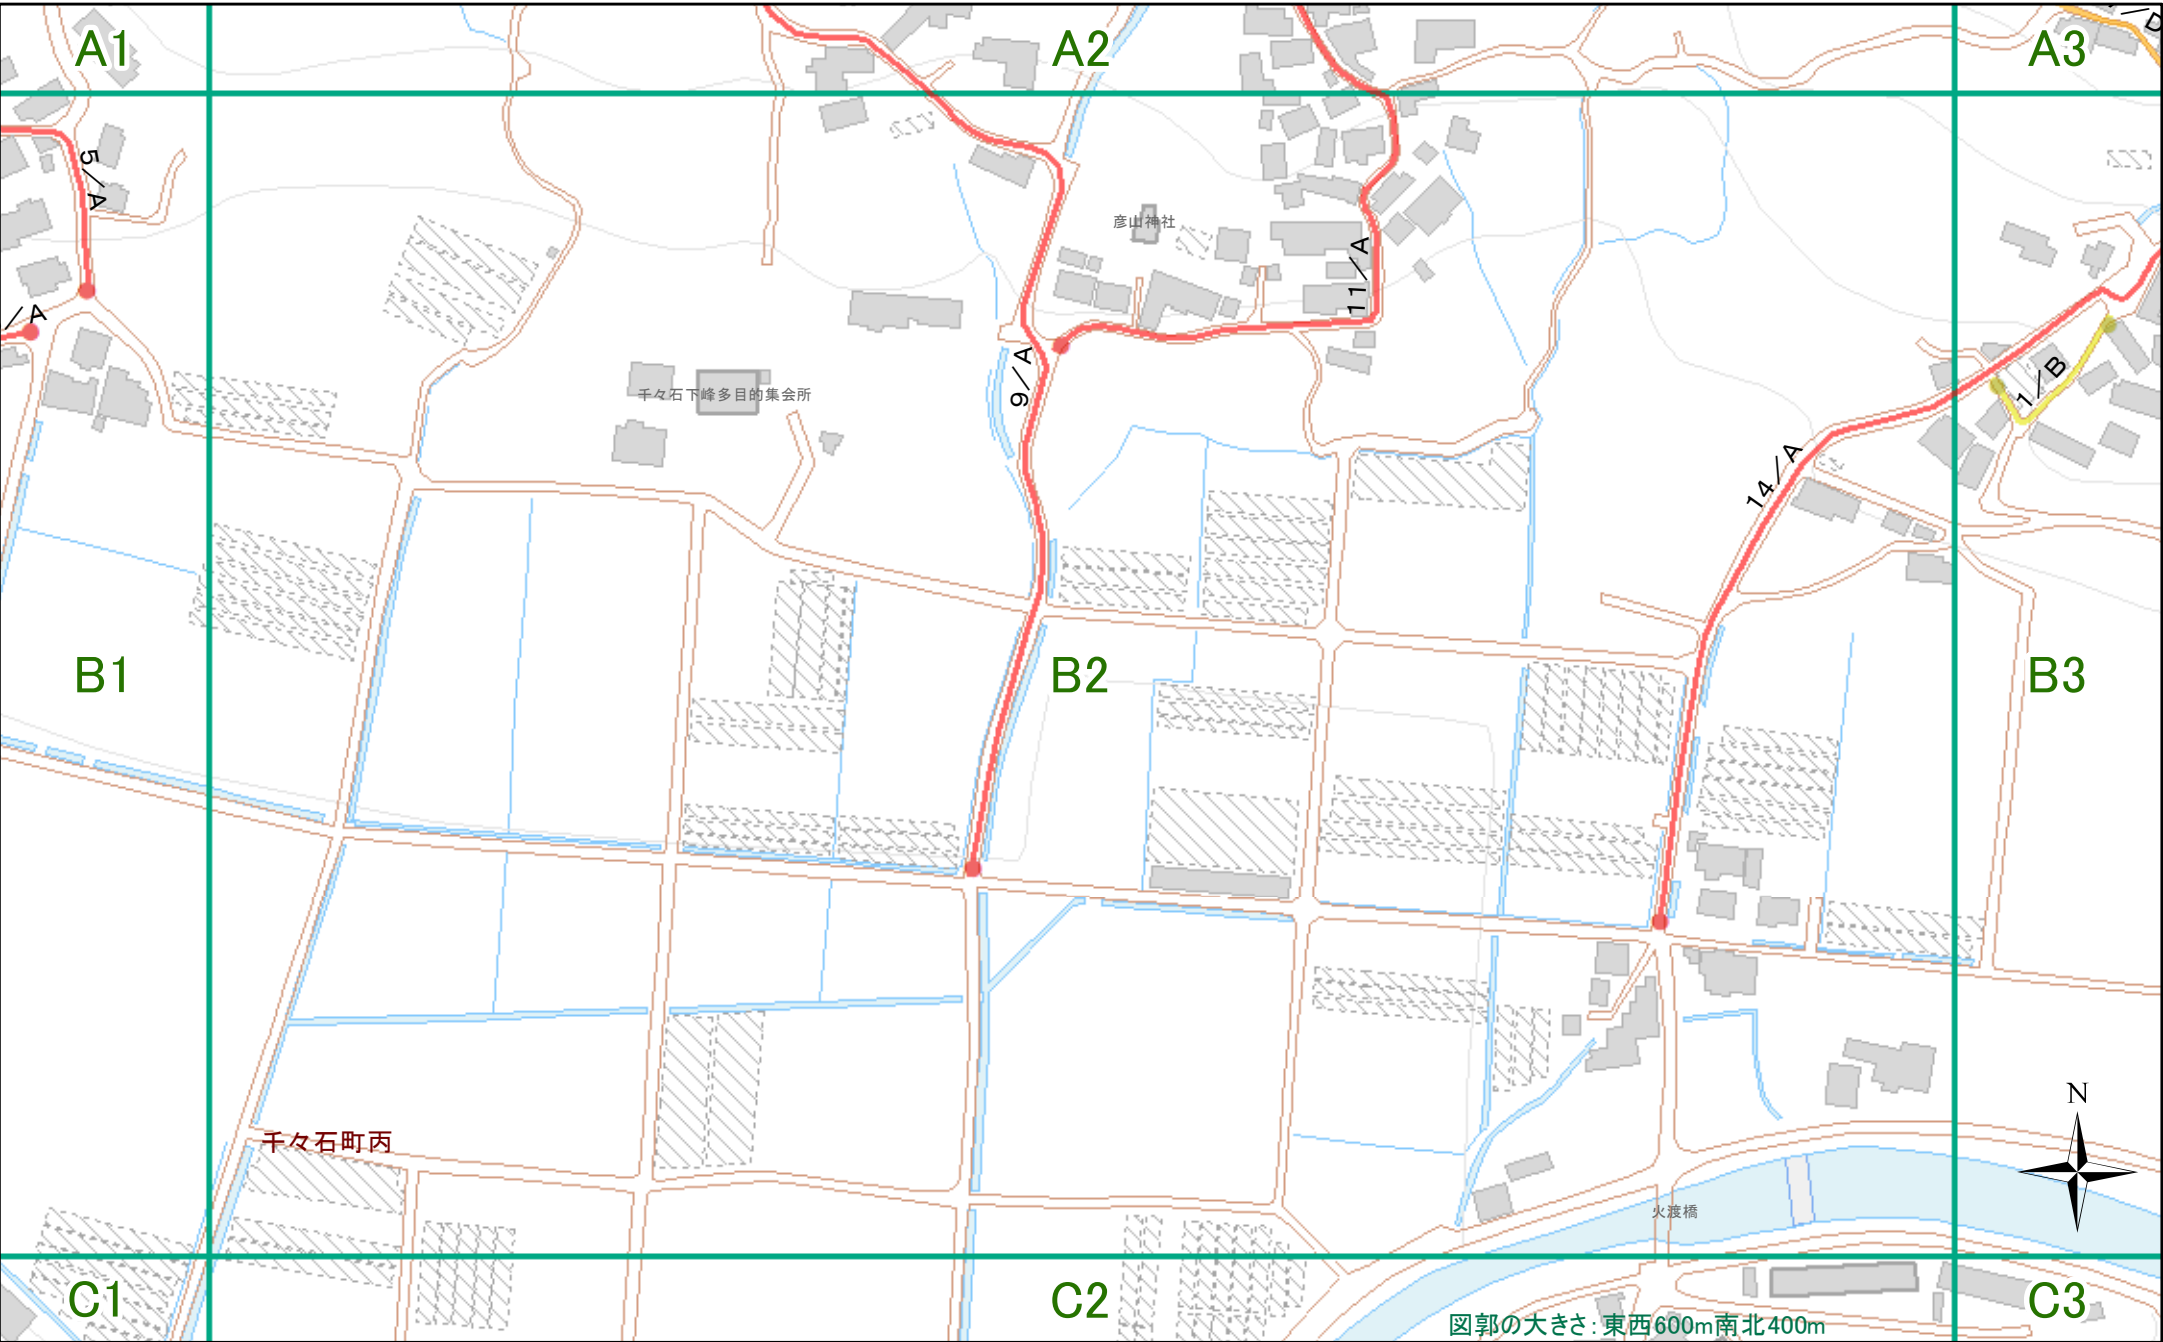 A1
A2
A3
5/A
彦山神社
11/A
/A
9/A
千々石下峰多目的集会所
1/B
14/A
B1
B2
B3
N
千々石町丙
火渡橋
C1
C2
C3
図郭の大きさ：東西600m南北400m